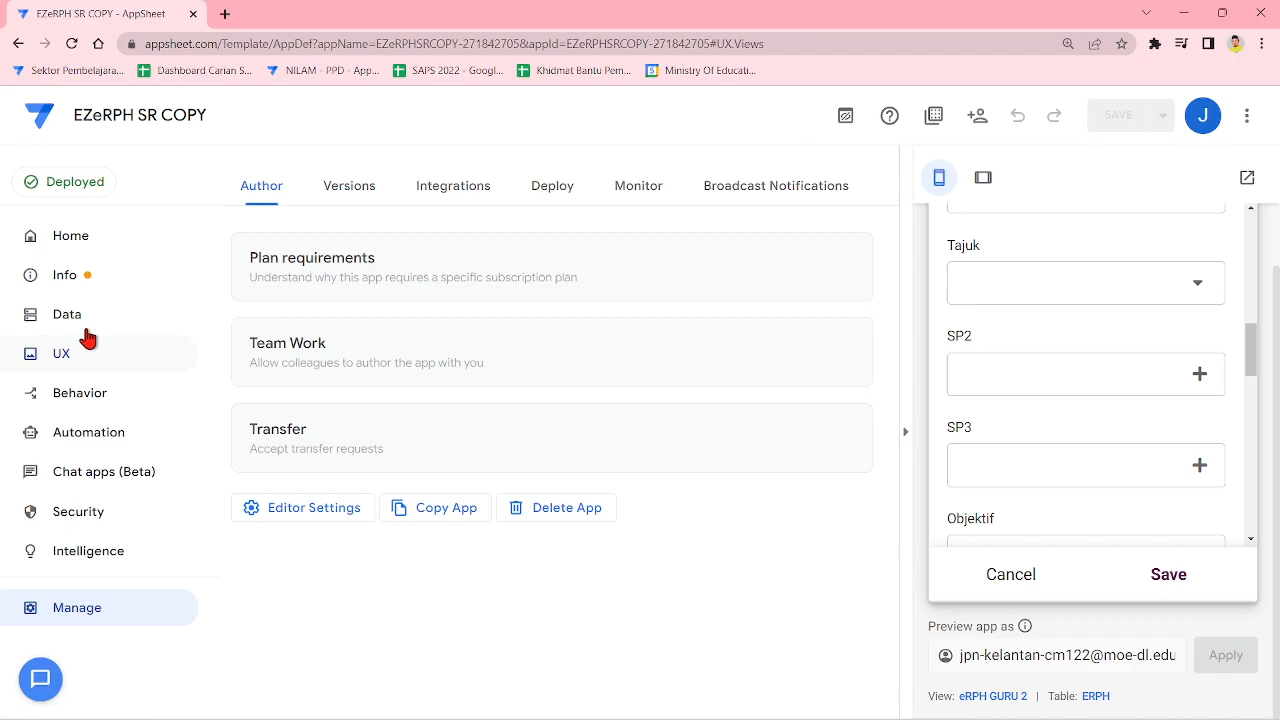 EZeRPH SR COPY - AppSheet
appsheet.com/Template/AppDef?appName=EZeRPHSRCOPY-271842705&appId=EZeRPHSRCOPY-271842705#UX.Views
Sektor Pembelajara...
Dashboard Carian S...
NILAM - PPD - App...
SAPS 2022 - Googl...
Khidmat Bantu Pem...
Ministry Of Educati...
EZeRPH SR COPY
SAVE
J
Deployed
Home
Info
Data
UX
Behavior
Automation
Chat apps (Beta)
Security
Intelligence
Manage
Author
Versions
Integrations
Deploy
Monitor
Broadcast Notifications
Plan requirements
Understand why this app requires a specific subscription plan
Team Work
Allow colleagues to author the app with you
Transfer
Accept transfer requests
Editor Settings
Copy App
Delete App
Tajuk
SP2
SP3
Objektif
Cancel
Save
Preview app as
jpn-kelantan-cm122@moe-dl.edu
Apply
View: eRPH GURU 2 | Table: ERPH